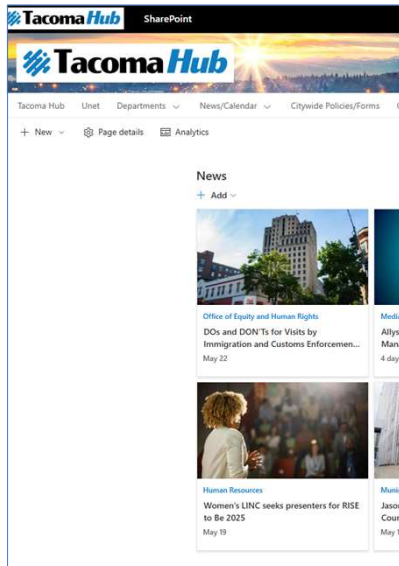 Tacoma Hub SharePoint
Tacoma Hub
Tacoma Hub Unet Departments News/Calendar Citywide Policies/Forms
+ New Page details Analytics
News
+ Add
Office of Equity and Human Rights
DOs and DON'Ts for Visits by
Immigration and Customs Enforcemen...
May 22
Media
Allys
Man
4 day
Human Resources
Women's LINC seeks presenters for RISE
to Be 2025
May 19
Muni
Jason
Cour
May 1